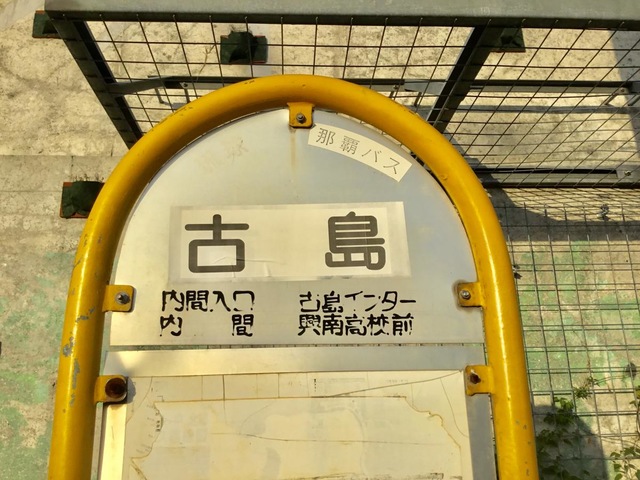 那覇バス
古島
内間入口 古島インター
内間 興南高校前